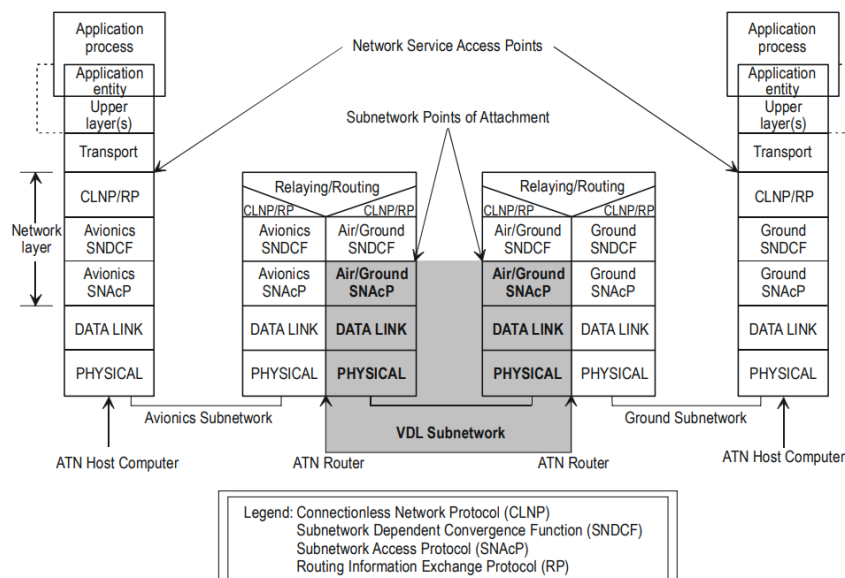 Application
process
Application
entity
Upper
layer(s)
Transport
CLNP/RP
Network
layer
Avionics
SNDCF
Avionics
SNAcP
DATA LINK
PHYSICAL
Network Service Access Points
Subnetwork Points of Attachment
Relaying/Routing
CLNP/RP
CLNP/RP
Avionics
SNDCF
Air/Ground
SNDCF
Avionics
SNAcP
Air/Ground
SNAcP
DATA LINK
DATA LINK
PHYSICAL
PHYSICAL
Relaying/Routing
CLNP/RP
CLNP/RP
Air/Ground
SNDCF
Ground
SNDCF
Air/Ground
SNAcP
Ground
SNAcP
DATA LINK
DATA LINK
PHYSICAL
PHYSICAL
Application
process
Application
entity
Upper
layer(s)
Transport
CLNP/RP
Ground
SNDCF
Ground
SNAcP
DATA LINK
PHYSICAL
Avionics Subnetwork
VDL Subnetwork
Ground Subnetwork
ATN Host Computer
ATN Router
ATN Router
ATN Host Computer
Legend: Connectionless Network Protocol (CLNP)
Subnetwork Dependent Convergence Function (SNDCF)
Subnetwork Access Protocol (SNAcP)
Routing Information Exchange Protocol (RP)